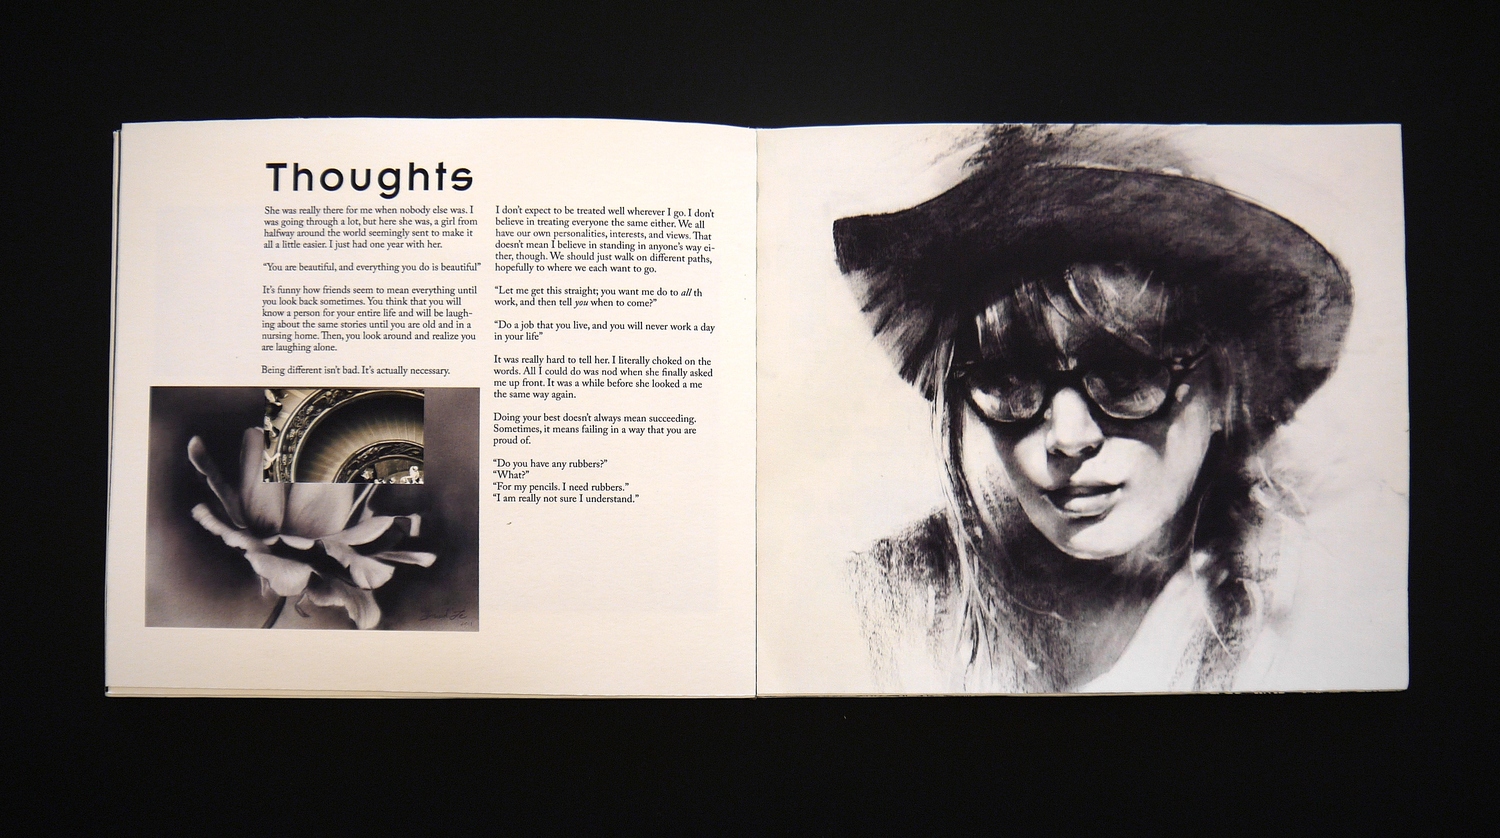 Thoughts
She was really there for me when nobody else was. I
was going through a lot, but here she was, a girl from
halfway around the world seemingly sent to make it
all a little easier. I just had one year with her.
“You are beautiful, and everything you do is beautiful”
It’s funny how friends seem to mean everything until
you look back sometimes. You think that you will
know a person for your entire life and will be laugh-
ing about the same stories until you are old and in a
nursing home. Then, you look around and realize you
are laughing alone.
Being different isn’t bad. It’s actually necessary.
I don’t expect to be treated well wherever I go. I don’t
believe in treating everyone the same either. We all
have our own personalities, interests, and views. That
doesn’t mean I believe in standing in anyone’s way ei-
ther, though. We should just walk on different paths,
hopefully to where we each want to go.
“Let me get this straight; you want me do to all th
work, and then tell you when to come?”
“Do a job that you live, and you will never work a day
in your life”
It was really hard to tell her. I literally choked on the
words. All I could do was nod when she finally asked
me up front. It was a while before she looked a me
the same way again.
Doing your best doesn’t always mean succeeding.
Sometimes, it means failing in a way that you are
proud of.
“Do you have any rubbers?”
“What?”
“For my pencils. I need rubbers.”
“I am really not sure I understand.”